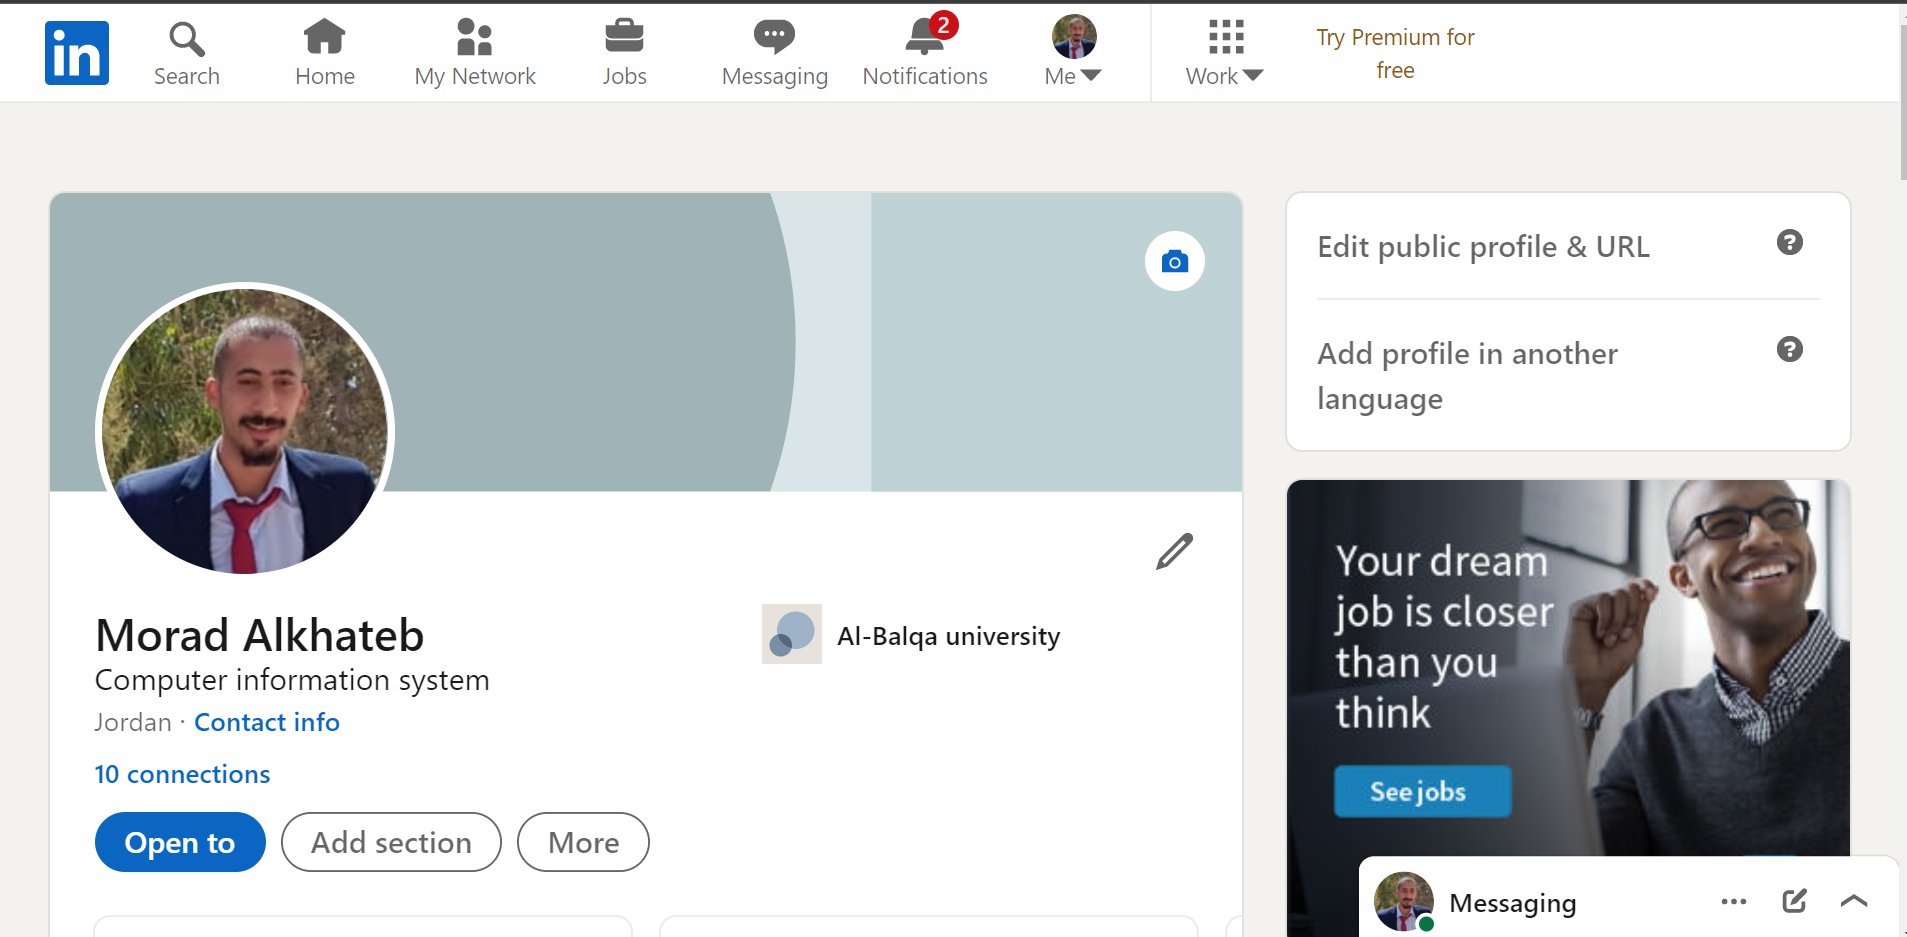 in
Search
Home
My Network
Jobs
Messaging
2
Notifications
Me
Work
Try Premium for
free
Morad Alkhateb
Computer information system
Jordan · Contact info
10 connections
Open to
Add section
More
Al-Balqa university
Edit public profile & URL
Add profile in another
language
Your dream
job is closer
than you
think
See jobs
Messaging